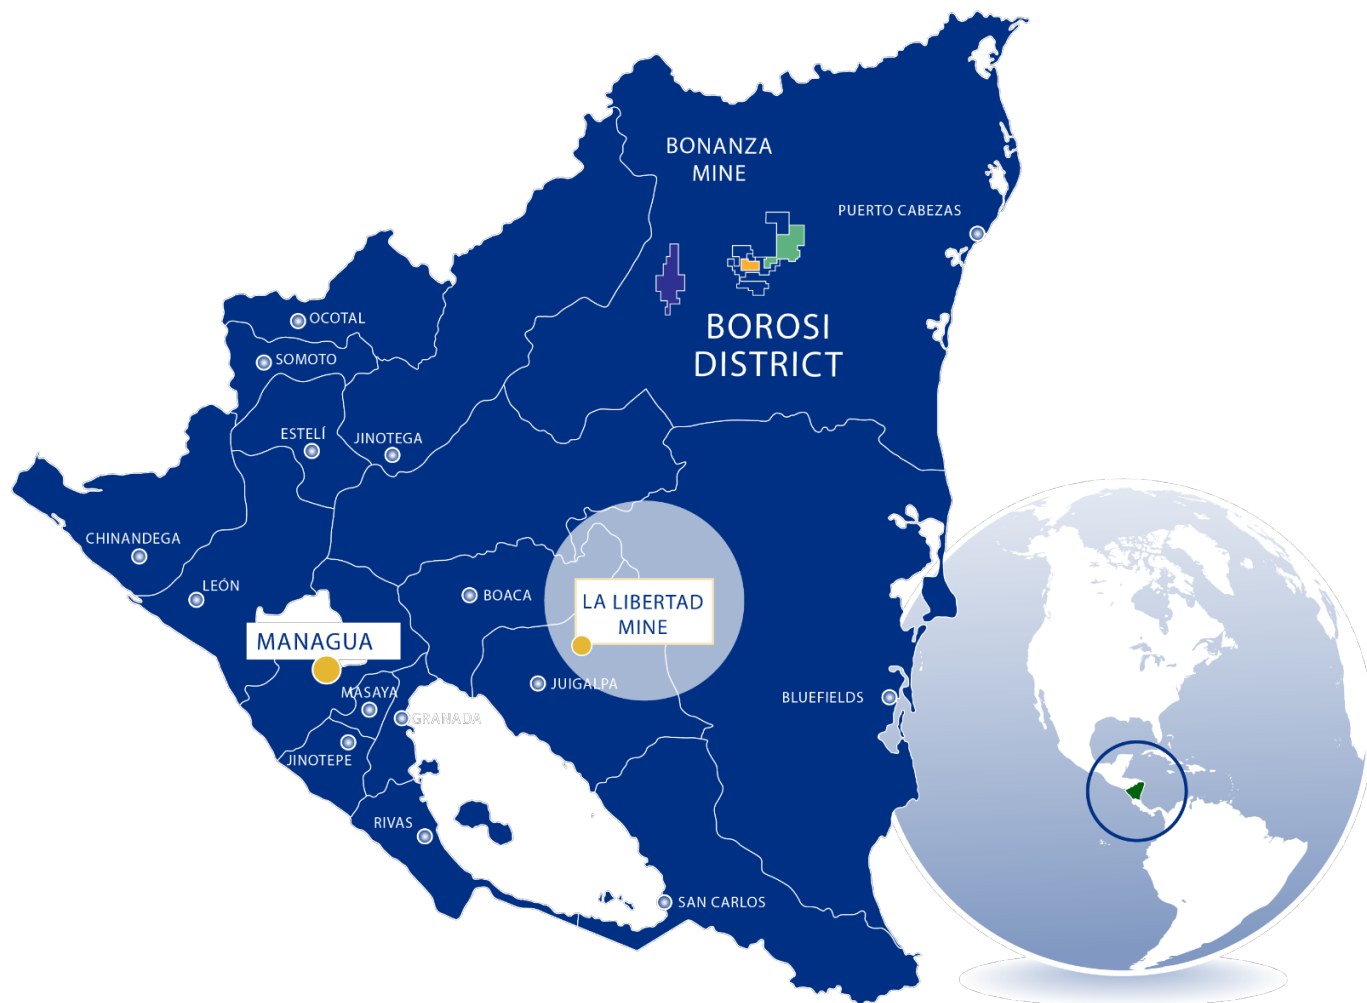 BONANZA
MINE
PUERTO CABEZAS
BOROSI
DISTRICT
OCOTAL
SOMOTO
ESTELÍ
JINOTEGA
CHINANDEGA
LEÓN
BOACA
LA LIBERTAD
MINE
MANAGUA
JUIGALPA
MASAYA
GRANADA
BLUEFIELDS
JINOTEPE
RIVAS
SAN CARLOS